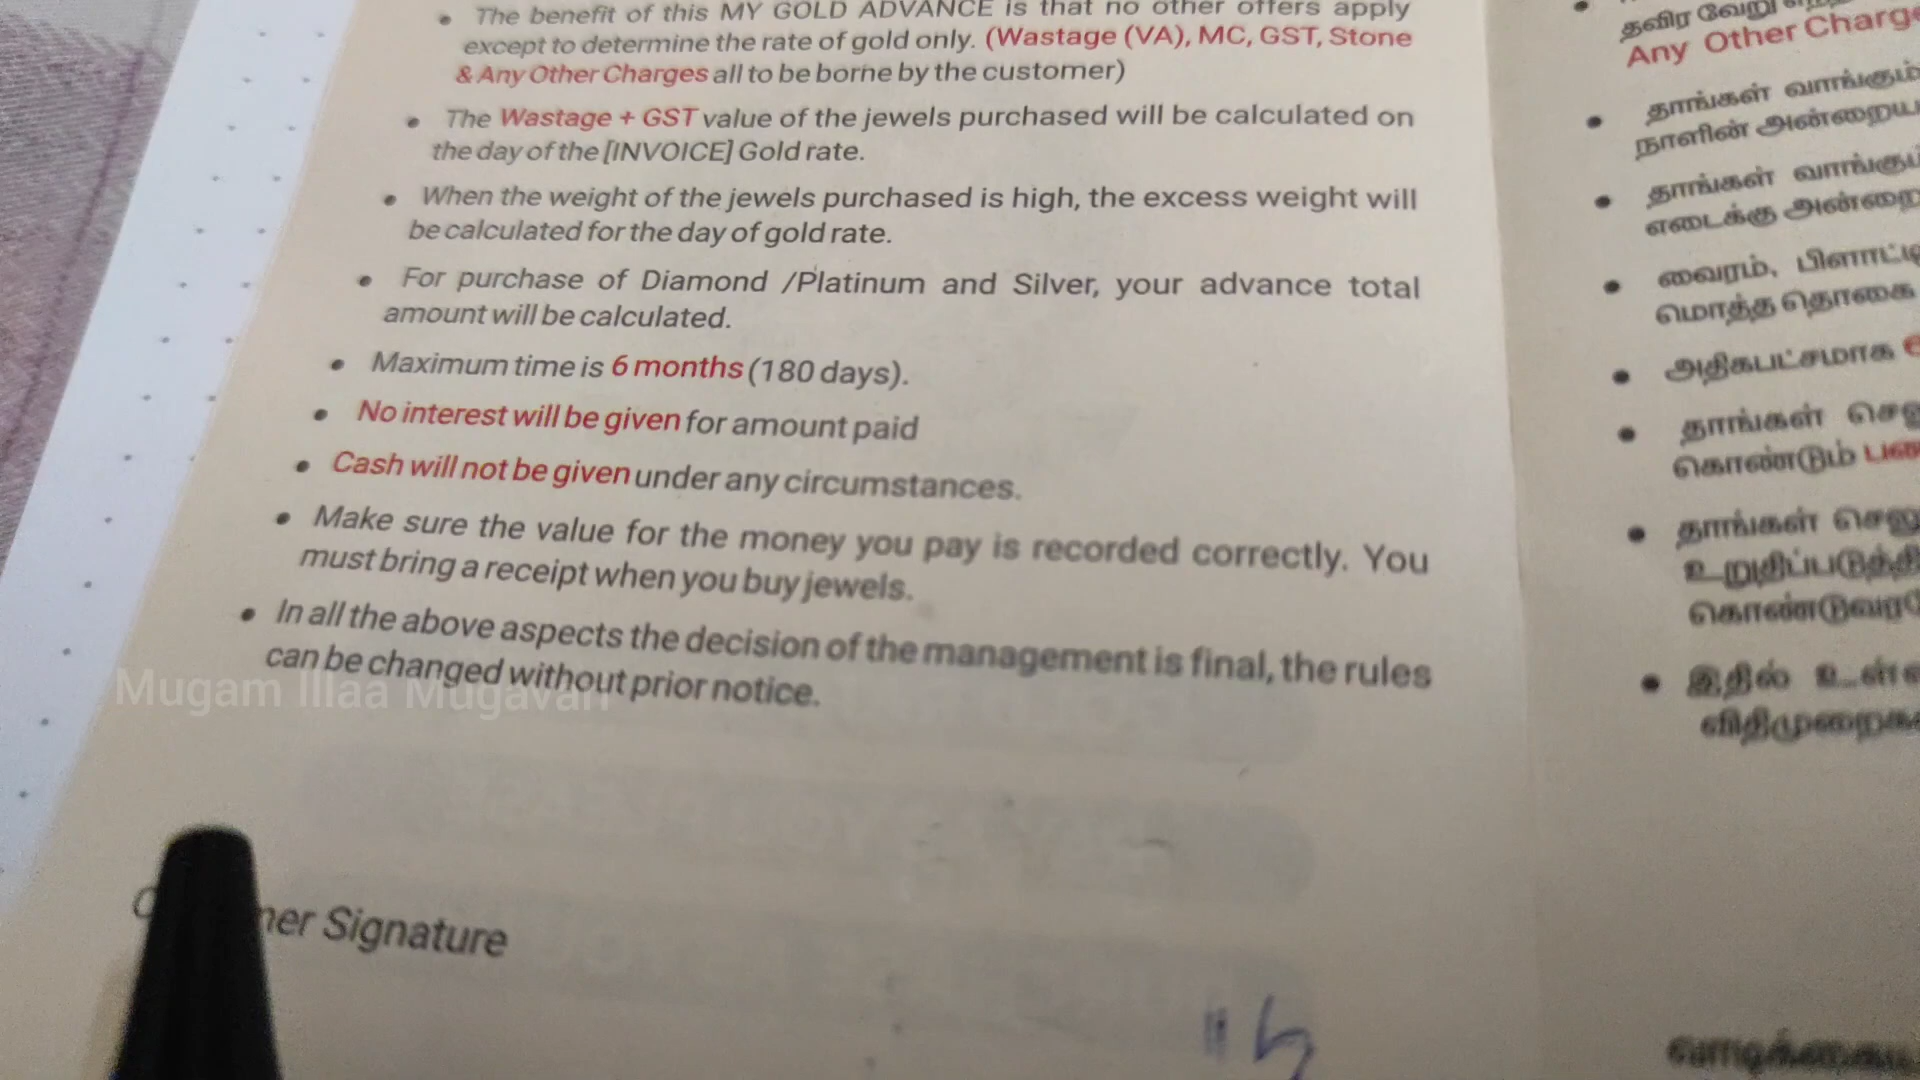 The benefit of this MY GOLD ADVANCE is that no other offers apply
except to determine the rate of gold only. (Wastage (VA), MC, GST, Stone
& Any Other Charges all to be borne by the customer)
The Wastage + GST value of the jewels purchased will be calculated on
the day of the [INVOICE] Gold rate.
When the weight of the jewels purchased is high, the excess weight will
be calculated for the day of gold rate.
For purchase of Diamond /Platinum and Silver, your advance total
amount will be calculated.
Maximum time is 6 months (180 days).
No interest will be given for amount paid
Cash will not be given under any circumstances.
Make sure the value for the money you pay is recorded correctly. You
must bring a receipt when you buy jewels.
In all the above aspects the decision of the management is final, the rules
can be changed without prior notice.
Mugam Illaa Mugavari
Signature
தவிர வேறு
Any Other
தாங்கள் வாங்கும்
நாளின்
தாங்கள்
எடைக்கு
வைரம்,
மொத்த தொகை
அதிகபட்சமாக
தாங்கள்
கொண்டும்
தாங்கள்
இதில்